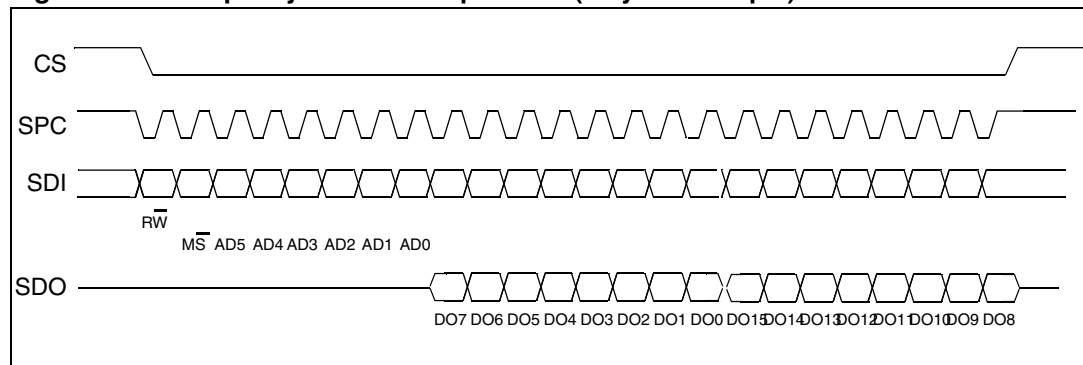 CS
SPC
SDI
RW
MS AD5 AD4 AD3 AD2 AD1 AD0
SDO
DO7 DO6 DO5 DO4 DO3 DO2 DO1 DO0 DO15 DO14 DO13 DO12 DO11 DO10 DO9 DO8